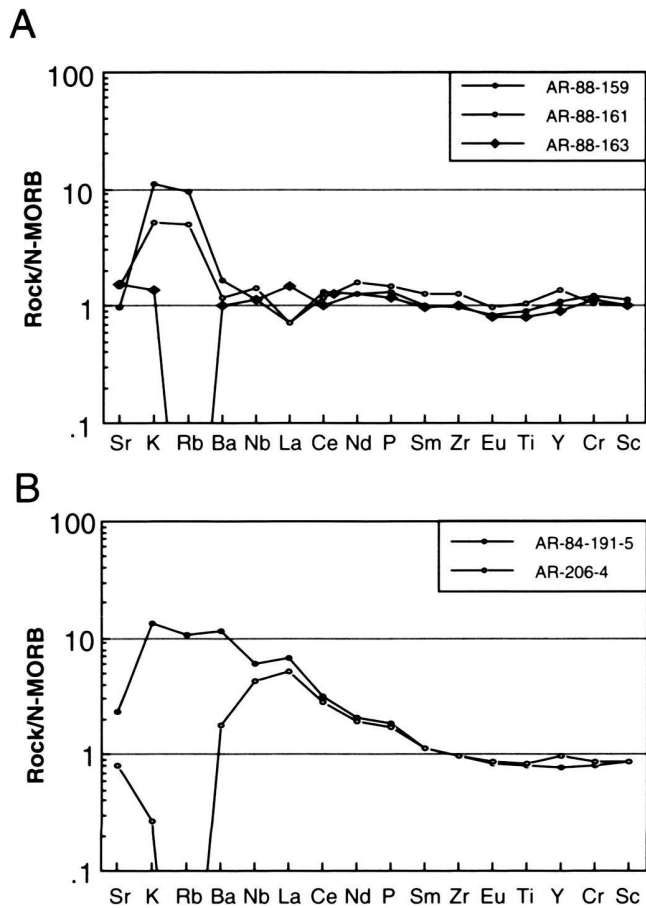 A
100
AR-88-159
AR-88-161
AR-88-163
10
Rock/N-MORB
1
.1
Sr K Rb Ba Nb La Ce Nd P Sm Zr Eu Ti Y Cr Sc
B
100
AR-84-191-5
AR-206-4
10
Rock/N-MORB
1
.1
Sr K Rb Ba Nb La Ce Nd P Sm Zr Eu Ti Y Cr Sc